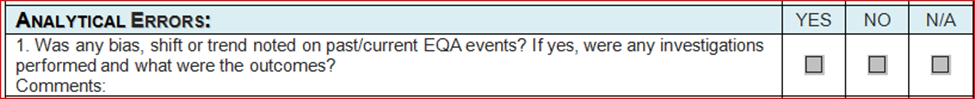 ANALYTICAL ERRORS: YES NO N/A
1. Was any bias, shift or trend noted on past/current EQA events? If yes, were any investigations
performed and what were the outcomes?
Comments: